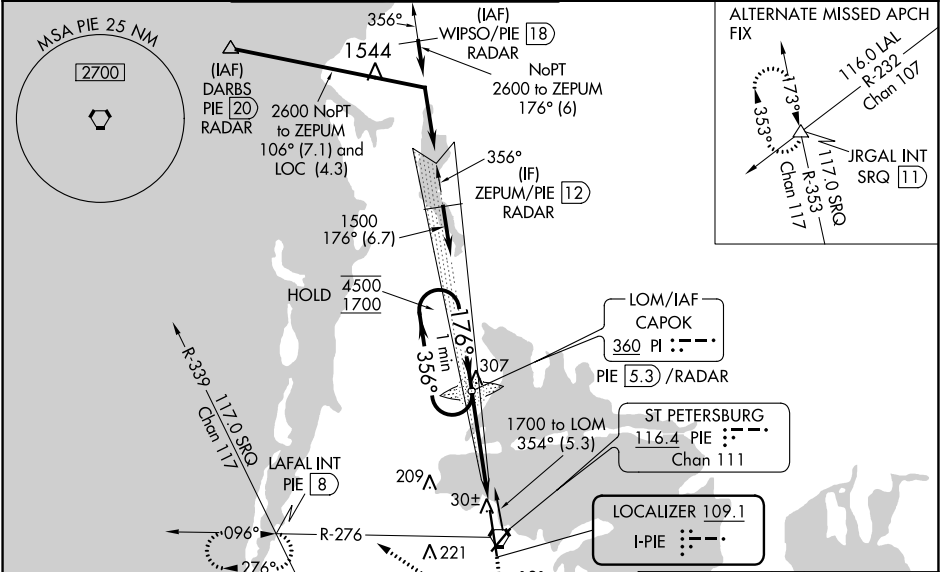 MSA PIE 25 NM
2700
(IAF)
DARBS
PIE 20
RADAR
1544
2600 NoPT
to ZEPUM
106° (7.1) and
LOC (4.3)
356°
(IAF)
WIPSO/PIE 18
RADAR
NoPT
2600 to ZEPUM
176° (6)
ALTERNATE MISSED APCH
FIX
116.0 LAL
R-232
Chan 107
173°
353°
JRGAL INT
SRQ 11
117.0 SRQ
R-353
Chan 117
356°
(IF)
ZEPUM/PIE 12
RADAR
1500
176° (6.7)
HOLD 4500
1700
176°
1 min
356°
307
LOM/IAF
CAPOK
360 PI
PIE 5.3 /RADAR
1700 to LOM
354° (5.3)
ST PETERSBURG
116.4 PIE
Chan 111
LOCALIZER 109.1
I-PIE
R-339
117.0 SRQ
Chan 117
LAFAL INT
PIE 8
096°
R-276
276°
209
30±
221